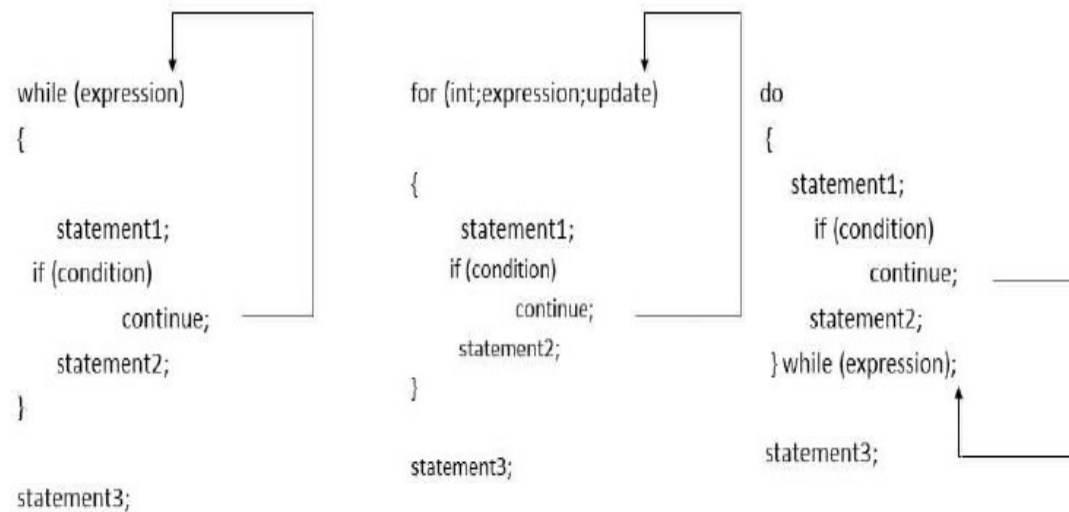 while (expression)
{
statement1;
if (condition)
continue;
statement2;
}
statement3;
for (int;expression;update)
{
statement1;
if (condition)
continue;
statement2;
}
statement3;
do
{
statement1;
if (condition)
continue;
statement2;
} while (expression);
statement3;